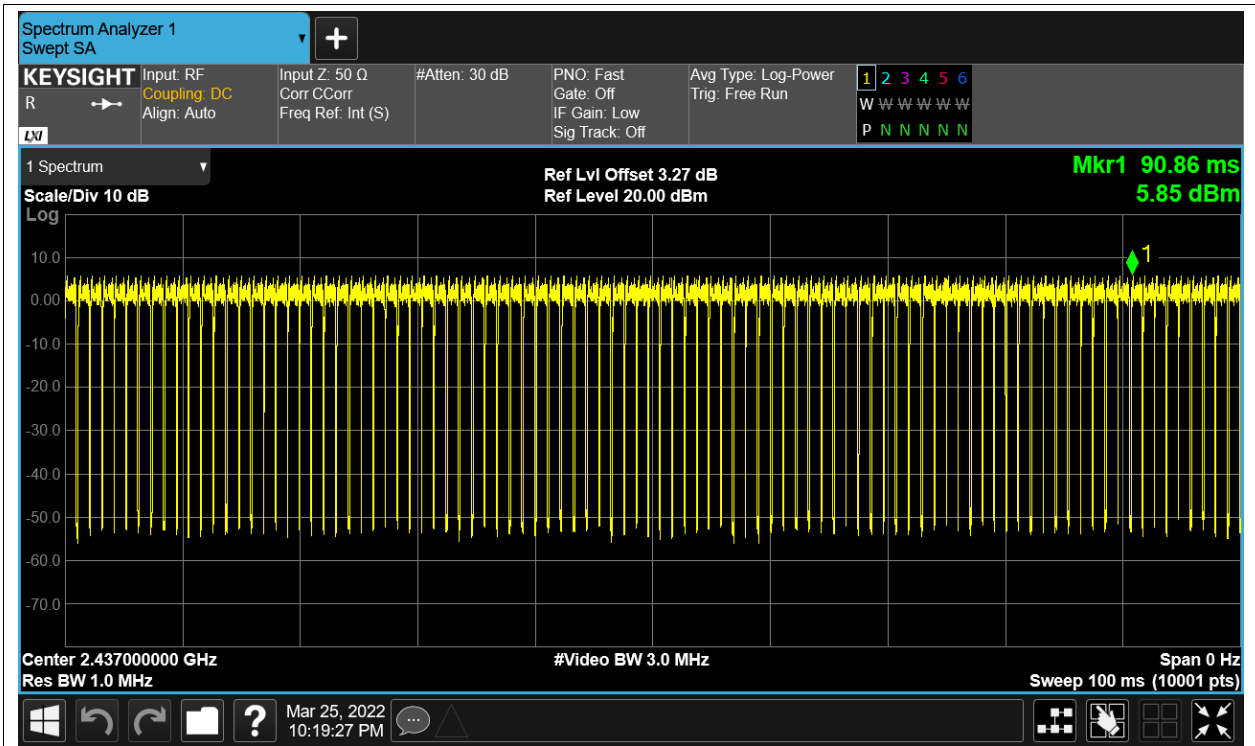 Spectrum Analyzer 1
Swept SA
KEYSIGHT Input: RF Input Z: 50 Ω #Atten: 30 dB PNO: Fast Avg Type: Log-Power 1 2 3 4 5 6
R Coupling: DC Corr CCorr Gate: Off Trig: Free Run W W W W W W
Align: Auto Freq Ref: Int (S) IF Gain: Low P N N N N N
LXI Sig Track: Off
1 Spectrum Ref Lvl Offset 3.27 dB Mkr1 90.86 ms
Scale/Div 10 dB Ref Level 20.00 dBm 5.85 dBm
Log
1
10.0
0.00
-10.0
-20.0
-30.0
-40.0
-50.0
-60.0
-70.0
Center 2.437000000 GHz #Video BW 3.0 MHz Span 0 Hz
Res BW 1.0 MHz Sweep 100 ms (10001 pts)
? Mar 25, 2022
10:19:27 PM